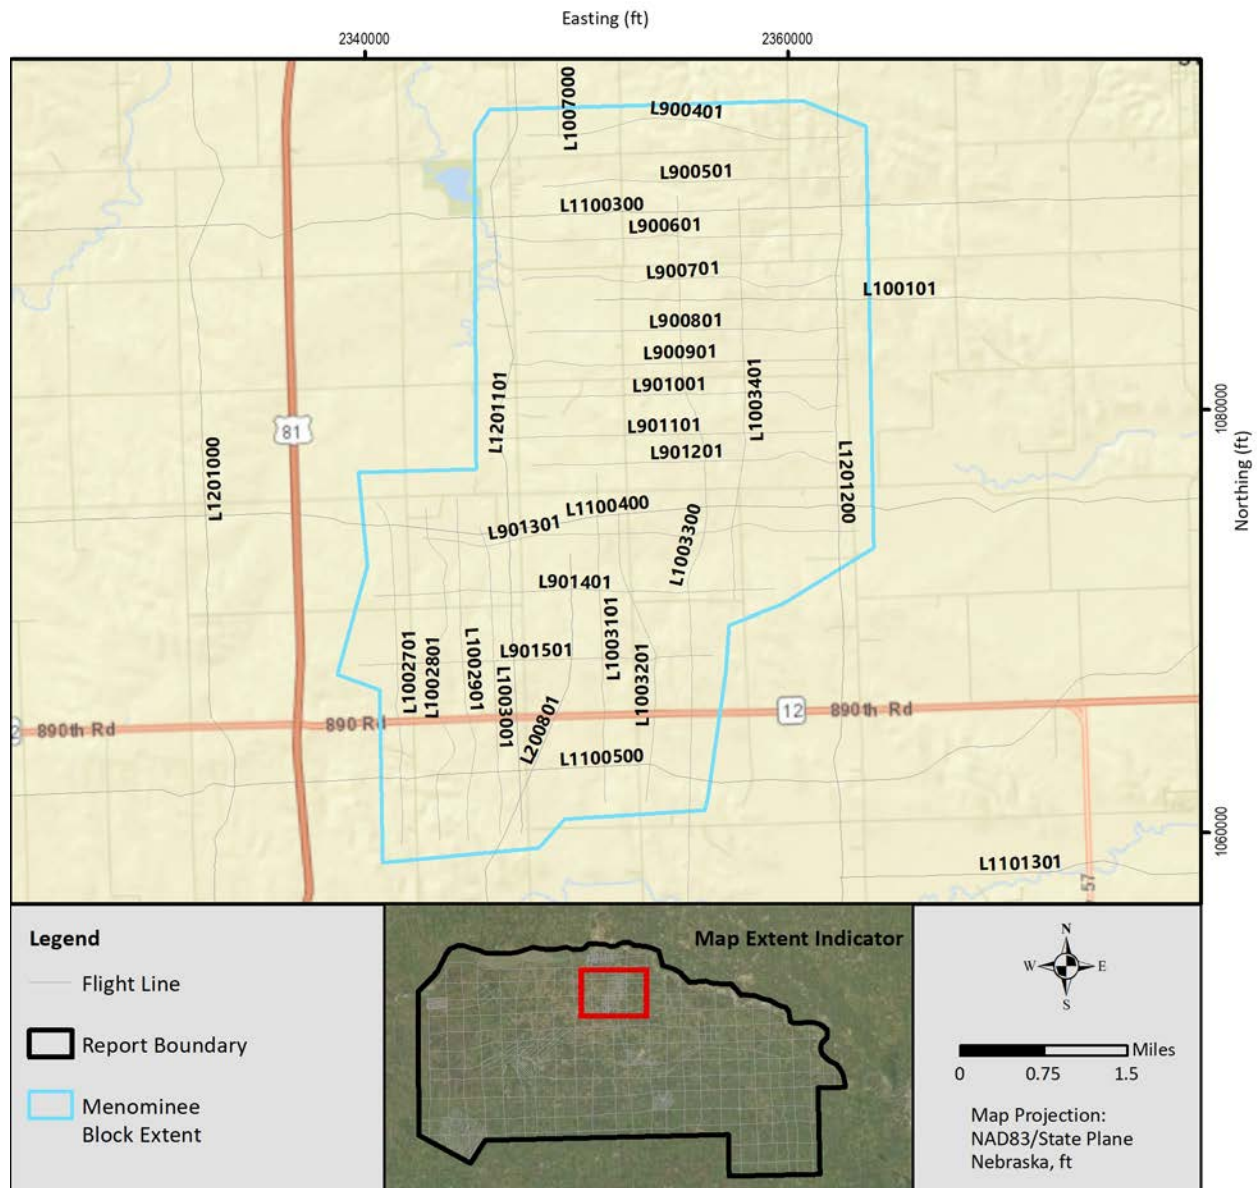 Easting (ft)
2340000
2360000
L1007000
L900401
L900501
L1100300
L900601
L900701
L100101
L900801
L900901
L901001
L1003401
L1201101
1080000
L901101
81
L901201
L1201000
L1201200
Northing (ft)
L1100400
L901301
L1003300
L901401
L1003101
L901501
L1002701
L1002801
L1002901
L1003001
L1003201
L200801
890th Rd
890 Rd
12
890th Rd
L1100500
1060000
L1101301
57
Legend
Flight Line
Report Boundary
Menominee
Block Extent
Map Extent Indicator
N
W
E
S
Miles
0
0.75
1.5
Map Projection:
NAD83/State Plane
Nebraska, ft